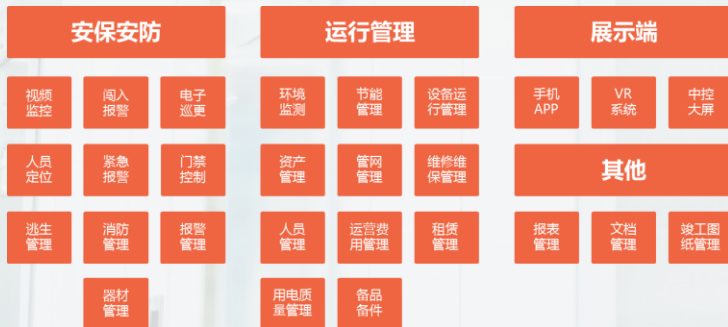 安保安防
视频
监控
闯入
报警
电子
巡更
人员
定位
紧急
报警
门禁
控制
逃生
管理
消防
管理
报警
管理
器材
管理
运行管理
环境
监测
节能
管理
设备运
行管理
资产
管理
管网
管理
维修维
保管理
人员
管理
运营费
用管理
租赁
管理
用电质
量管理
备品
备件
展示端
手机
APP
VR
系统
中控
大屏
其他
报表
管理
文档
管理
竣工图
纸管理